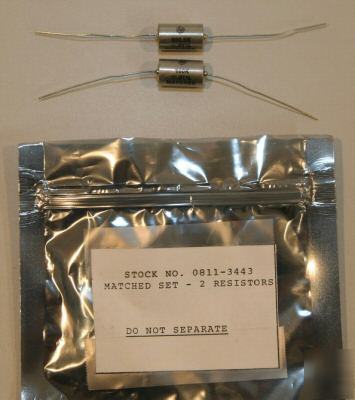 STOCK NO. 0811-3443
MATCHED SET - 2 RESISTORS
DO NOT SEPARATE